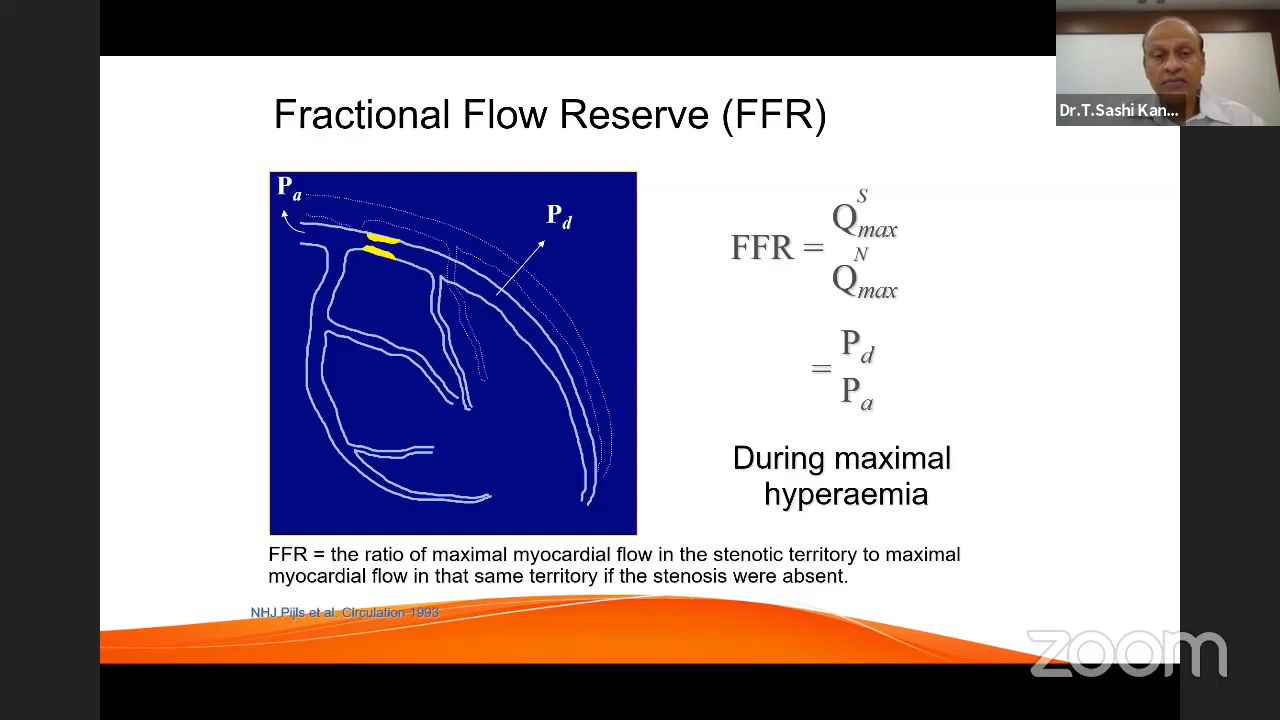 Dr.T.Sashi Kan...
Fractional Flow Reserve (FFR)
Pa
Pd
S
Qmax
FFR =
N
Qmax
Pd
=
Pa
During maximal
hyperaemia
FFR = the ratio of maximal myocardial flow in the stenotic territory to maximal
myocardial flow in that same territory if the stenosis were absent.
NHJ Pijls et al. Circulation 1993
zoom